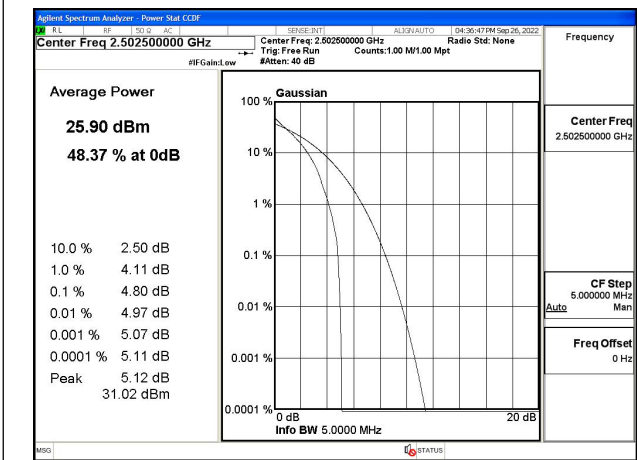 Agilent Spectrum Analyzer - Power Stat CCDF
RL RF 50 Ω AC SENSE:INT ALIGN AUTO 04:36:47 PM Sep 26, 2022
Center Freq 2.502500000 GHz
Center Freq: 2.502500000 GHz Radio Std: None
Trig: Free Run Counts:1.00 M/1.00 Mpt
#IFGain:Low #Atten: 40 dB
Frequency
Average Power
25.90 dBm
48.37 % at 0dB
10.0 % 2.50 dB
1.0 % 4.11 dB
0.1 % 4.80 dB
0.01 % 4.97 dB
0.001 % 5.07 dB
0.0001 % 5.11 dB
Peak 5.12 dB
31.02 dBm
Gaussian
100 %
10 %
1 %
0.1 %
0.01 %
0.001 %
0.0001 %
0 dB 20 dB
Info BW 5.0000 MHz
Center Freq
2.502500000 GHz
CF Step
5.000000 MHz
Auto Man
Freq Offset
0 Hz
MSG STATUS